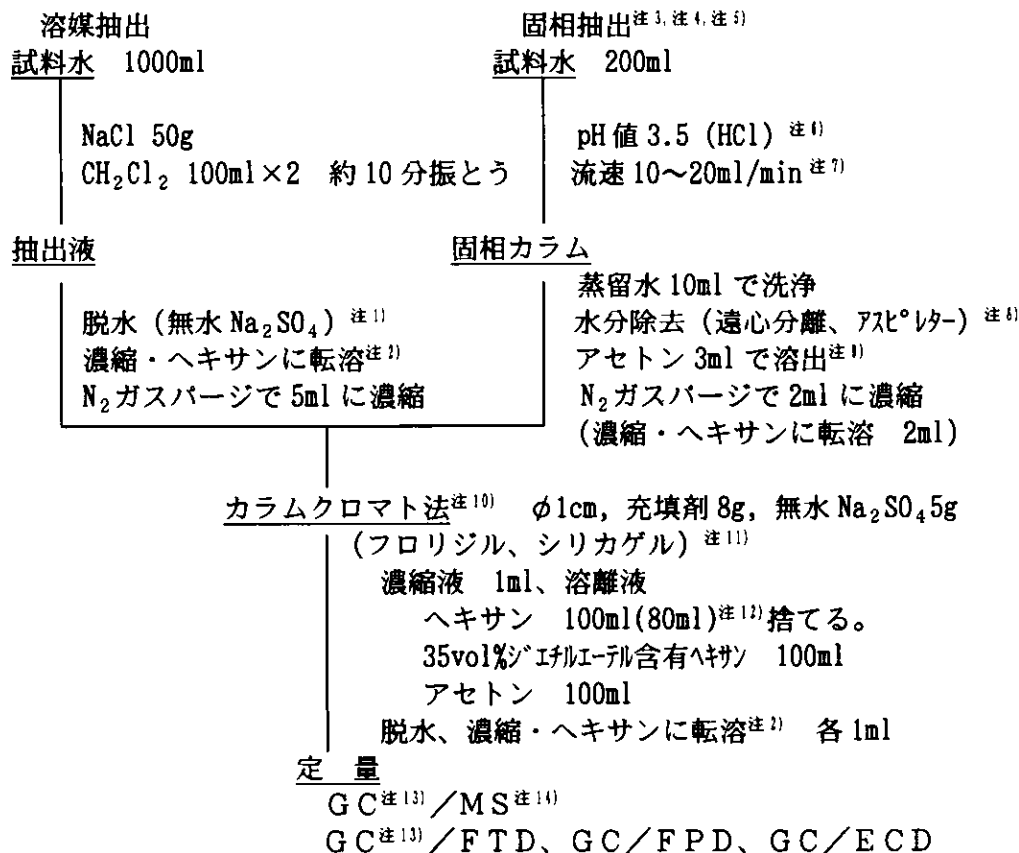 溶媒抽出
試料水 1000ml
NaCl 50g
CH₂Cl₂ 100ml×2 約10分振とう
抽出液
脱水（無水Na₂SO₄）注1)
濃縮・ヘキサンに転溶注2)
N₂ガスパージで5mlに濃縮
固相抽出注3,注4,注5)
試料水 200ml
pH値3.5 (HCl) 注6)
流速10～20ml/min注7)
固相カラム
蒸留水10mlで洗浄
水分除去（遠心分離、ｱｽﾋﾟﾚﾀｰ）注8)
アセトン3mlで溶出注9)
N₂ガスパージで2mlに濃縮
(濃縮・ヘキサンに転溶 2ml)
カラムクロマト法注10) φ1cm, 充填剤8g, 無水Na₂SO₄5g
(フロリジル、シリカゲル) 注11)
濃縮液 1ml、溶離液
ヘキサン 100ml(80ml)注12)捨てる。
35vol%ｼﾞｴﾁﾙｴｰﾃﾙ含有ﾍｷｻﾝ 100ml
アセトン 100ml
脱水、濃縮・ヘキサンに転溶注2) 各1ml
定 量
ＧＣ注13)／ＭＳ注14)
ＧＣ注13)／ＦＴＤ、ＧＣ／ＦＰＤ、ＧＣ／ＥＣＤ